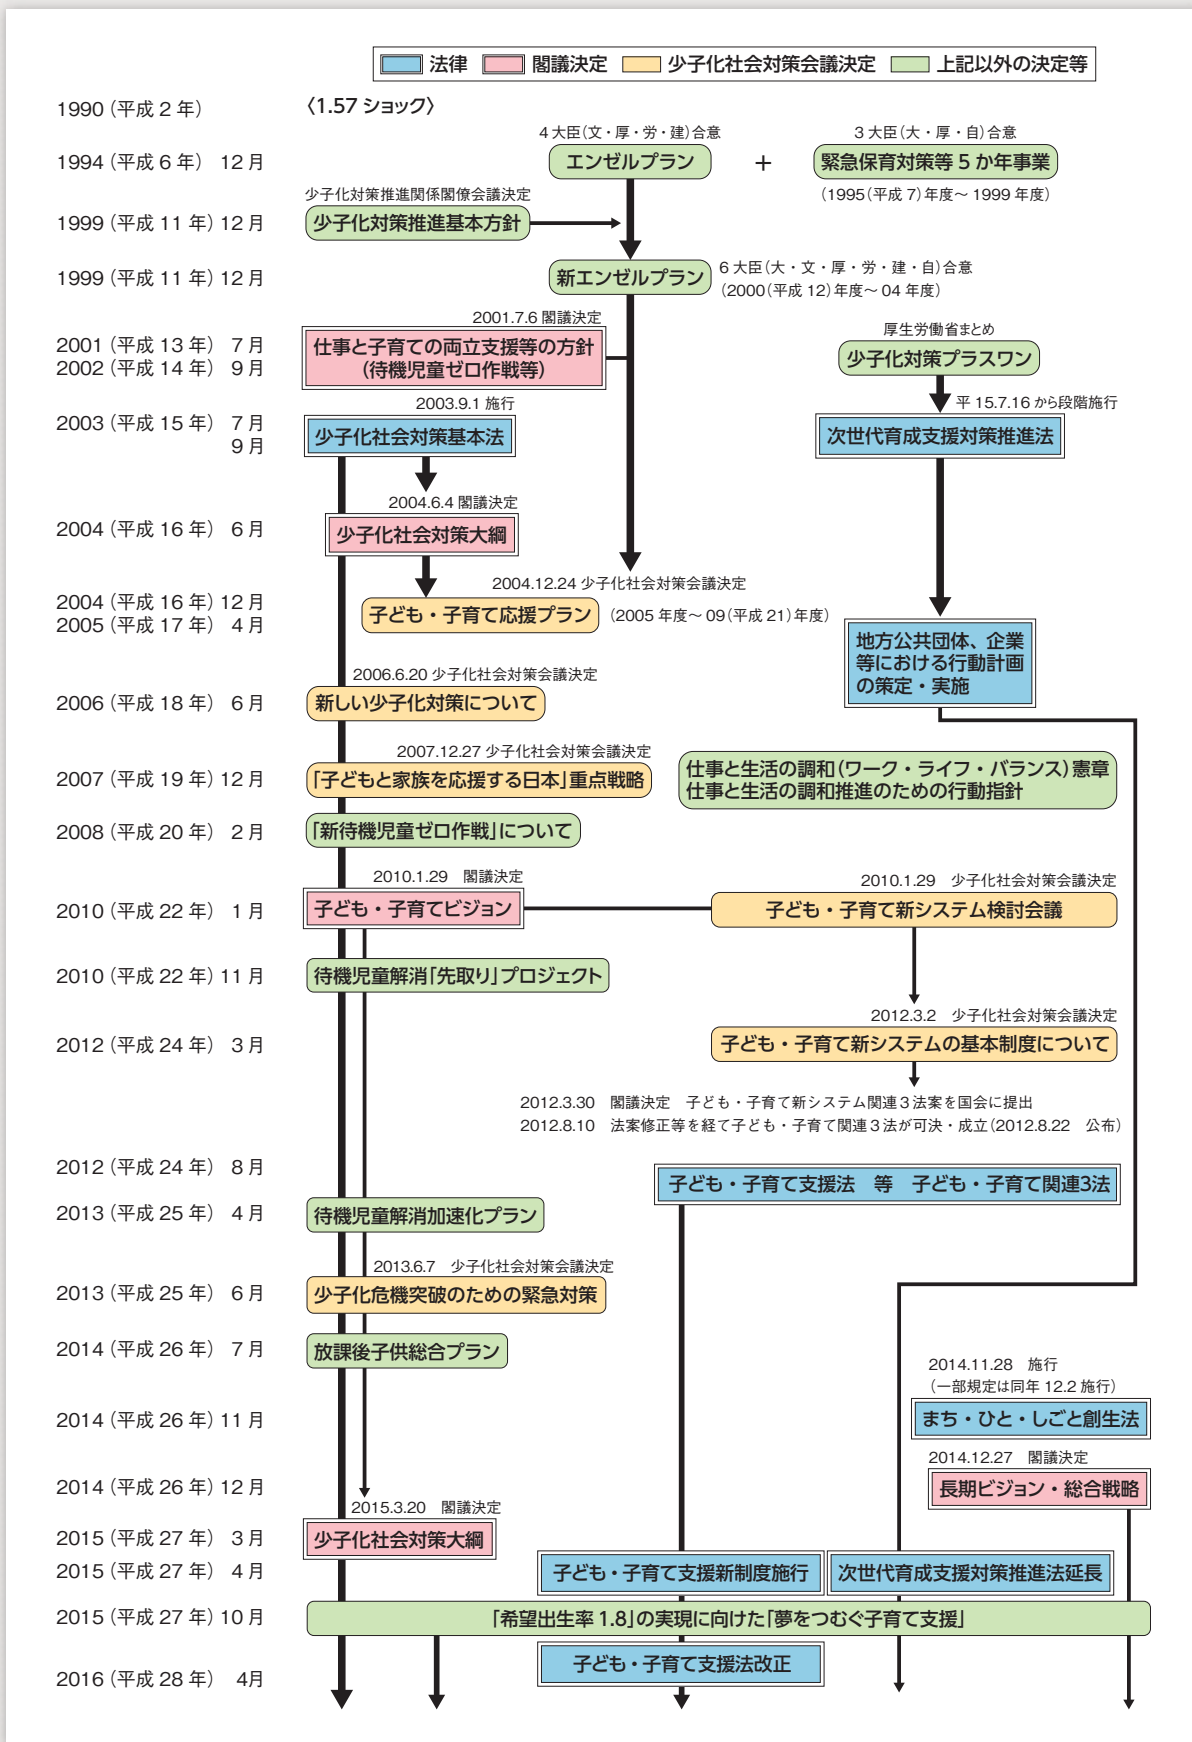 法律 閣議決定 少子化社会対策会議決定 上記以外の決定等
1990（平成 2 年） 〈1.57 ショック〉
4 大臣（文・厚・労・建）合意 3 大臣（大・厚・自）合意
1994（平成 6 年） 12 月 エンゼルプラン ＋ 緊急保育対策等 5 か年事業
（1995（平成 7）年度～ 1999 年度）
少子化対策推進関係閣僚会議決定
1999（平成 11 年）12 月 少子化対策推進基本方針
1999（平成 11 年）12 月 新エンゼルプラン 6 大臣（大・文・厚・労・建・自）合意
（2000（平成 12）年度～ 04 年度）
2001.7.6 閣議決定
厚生労働省まとめ
2001（平成 13 年） 7 月 仕事と子育ての両立支援等の方針 少子化対策プラスワン
2002（平成 14 年） 9 月 （待機児童ゼロ作戦等）
2003.9.1 施行 平 15.7.16 から段階施行
2003（平成 15 年） 7 月 少子化社会対策基本法 次世代育成支援対策推進法
9 月
2004.6.4 閣議決定
2004（平成 16 年） 6 月 少子化社会対策大綱
2004.12.24 少子化社会対策会議決定
2004（平成 16 年）12 月 子ども・子育て応援プラン （2005 年度～ 09（平成 21）年度）
2005（平成 17 年） 4 月
地方公共団体、企業
等における行動計画
の策定・実施
2006.6.20 少子化社会対策会議決定
2006（平成 18 年） 6 月 新しい少子化対策について
2007.12.27 少子化社会対策会議決定
2007（平成 19 年）12 月 「子どもと家族を応援する日本」重点戦略 仕事と生活の調和（ワーク・ライフ・バランス）憲章
仕事と生活の調和推進のための行動指針
2008（平成 20 年） 2 月 「新待機児童ゼロ作戦」について
2010.1.29 閣議決定 2010.1.29 少子化社会対策会議決定
2010（平成 22 年） 1 月 子ども・子育てビジョン 子ども・子育て新システム検討会議
2010（平成 22 年）11 月 待機児童解消「先取り」プロジェクト
2012.3.2 少子化社会対策会議決定
2012（平成 24 年） 3 月 子ども・子育て新システムの基本制度について
2012.3.30 閣議決定 子ども・子育て新システム関連３法案を国会に提出
2012.8.10 法案修正等を経て子ども・子育て関連３法が可決・成立（2012.8.22 公布）
2012（平成 24 年） 8 月 子ども・子育て支援法 等 子ども・子育て関連3法
2013（平成 25 年） 4 月 待機児童解消加速化プラン
2013.6.7 少子化社会対策会議決定
2013（平成 25 年） 6 月 少子化危機突破のための緊急対策
2014（平成 26 年） 7 月 放課後子供総合プラン
2014.11.28 施行
（一部規定は同年 12.2 施行）
2014（平成 26 年）11 月 まち・ひと・しごと創生法
2014.12.27 閣議決定
2014（平成 26 年）12 月 長期ビジョン・総合戦略
2015.3.20 閣議決定
2015（平成 27 年） 3 月 少子化社会対策大綱
2015（平成 27 年） 4 月 子ども・子育て支援新制度施行 次世代育成支援対策推進法延長
2015（平成 27 年）10 月 「希望出生率 1.8」の実現に向けた「夢をつむぐ子育て支援」
2016（平成 28 年） 4月 子ども・子育て支援法改正